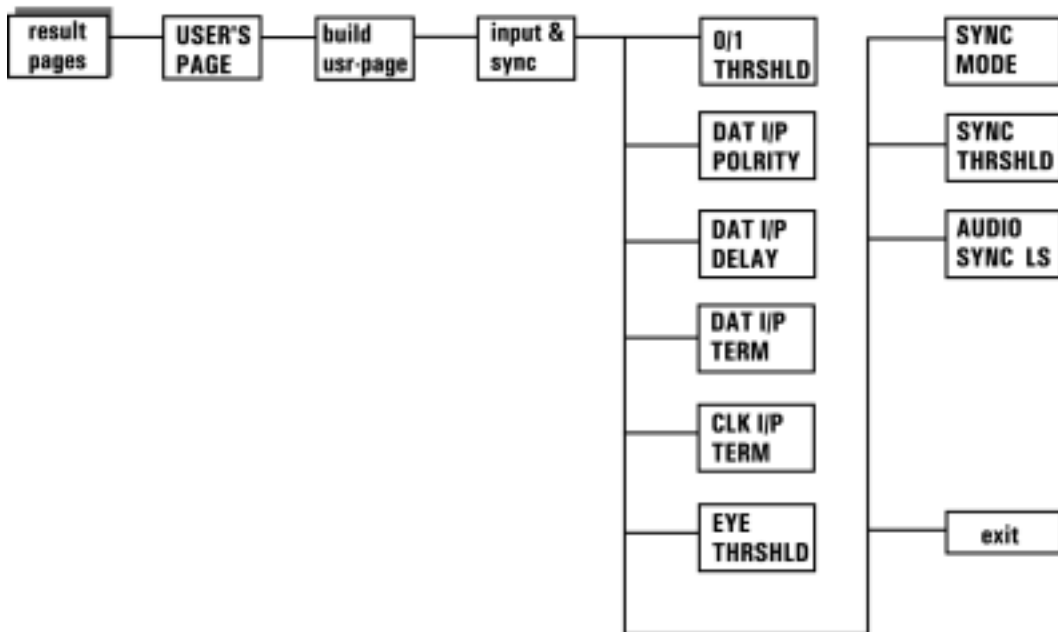 result
pages
USER"S
PAGE
build
usr-page
input &
sync
0/1
THRSHLD
DAT I/P
POLRITY
DAT I/P
DELAY
DAT I/P
TERM
CLK I/P
TERM
EYE
THRSHLD
SYNC
MODE
SYNC
THRSHLD
AUDIO
SYNC LS
exit